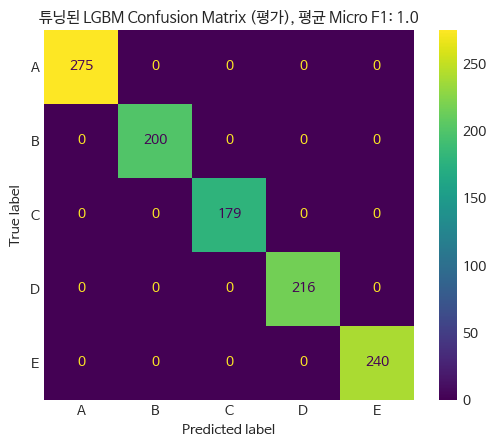 튜닝된 LGBM Confusion Matrix (평가), 평균 Micro F1: 1.0
A 275 0 0 0 0
B 0 200 0 0 0
C 0 0 179 0 0
D 0 0 0 216 0
E 0 0 0 0 240
A B C D E
True label
Predicted label
250
200
150
100
50
0